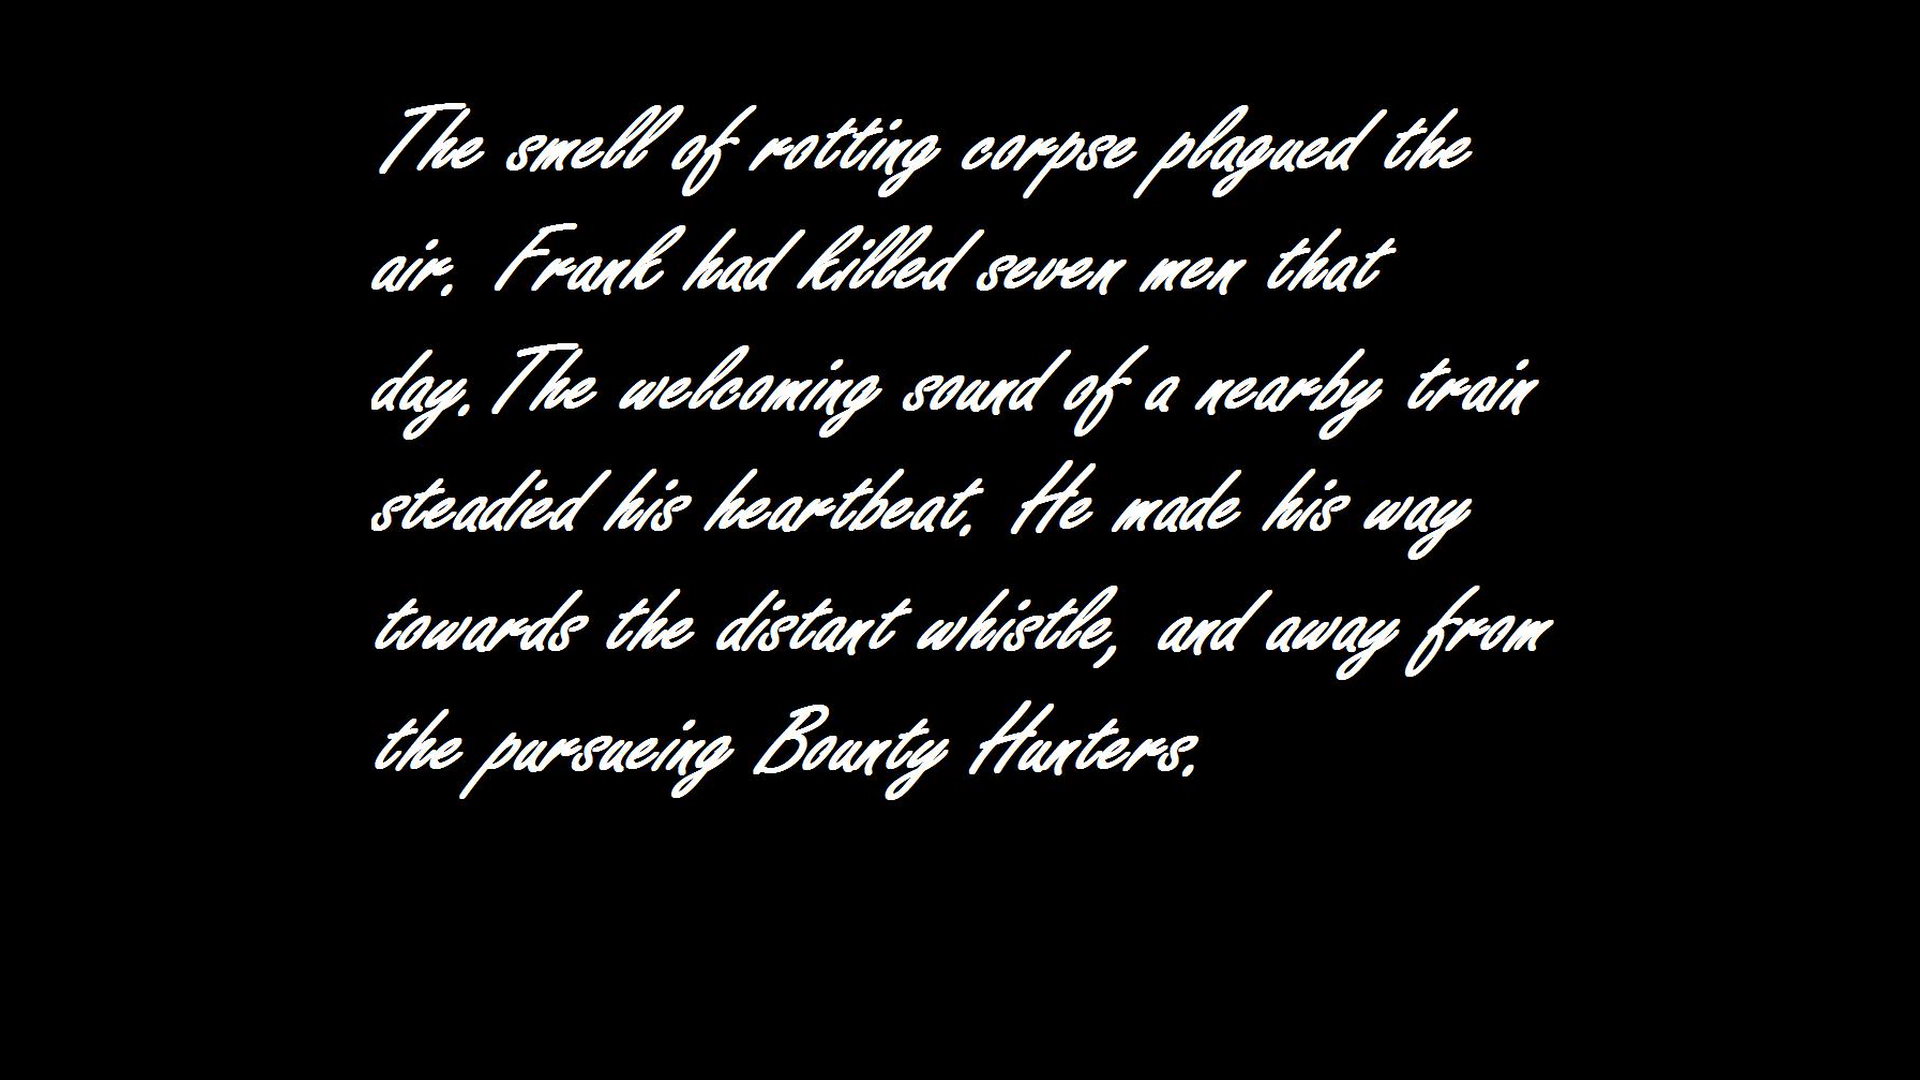 The smell of rotting corpse plagued the
air. Frank had killed seven men that
day. The welcoming sound of a nearby train
steadied his heartbeat. He made his way
towards the distant whistle, and away from
the pursueing Bounty Hunters.